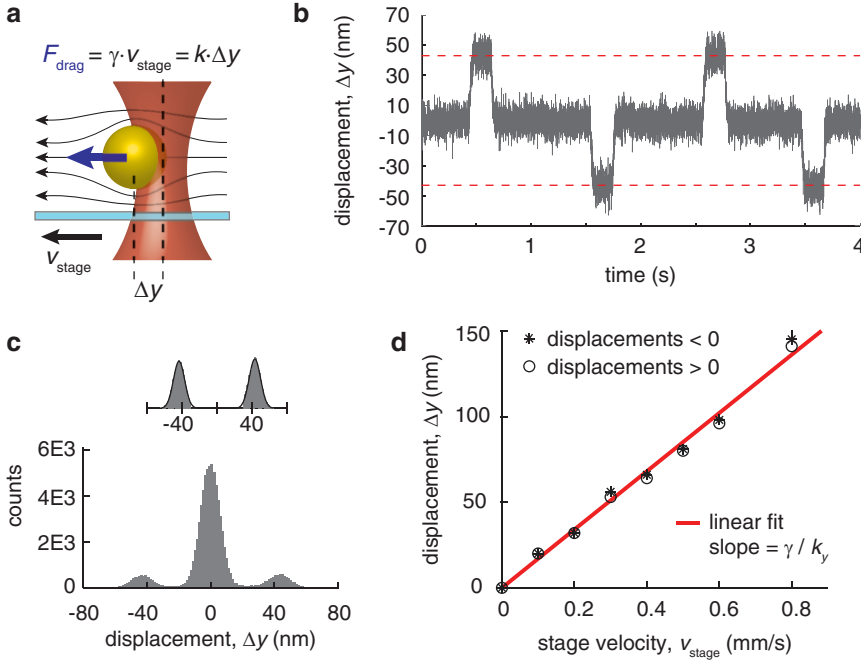 a
F_drag = γ·v_stage = k·Δy
v_stage
Δy
b
displacement, Δy (nm)
70
50
30
10
-10
-30
-50
-70
0
1
2
3
4
time (s)
c
-40
40
counts
6E3
4E3
2E3
0
-80
-40
0
40
80
displacement, Δy (nm)
d
displacement, Δy (nm)
150
100
50
0
displacements < 0
displacements > 0
linear fit
slope = γ / k_y
0
0.2
0.4
0.6
0.8
stage velocity, v_stage (mm/s)